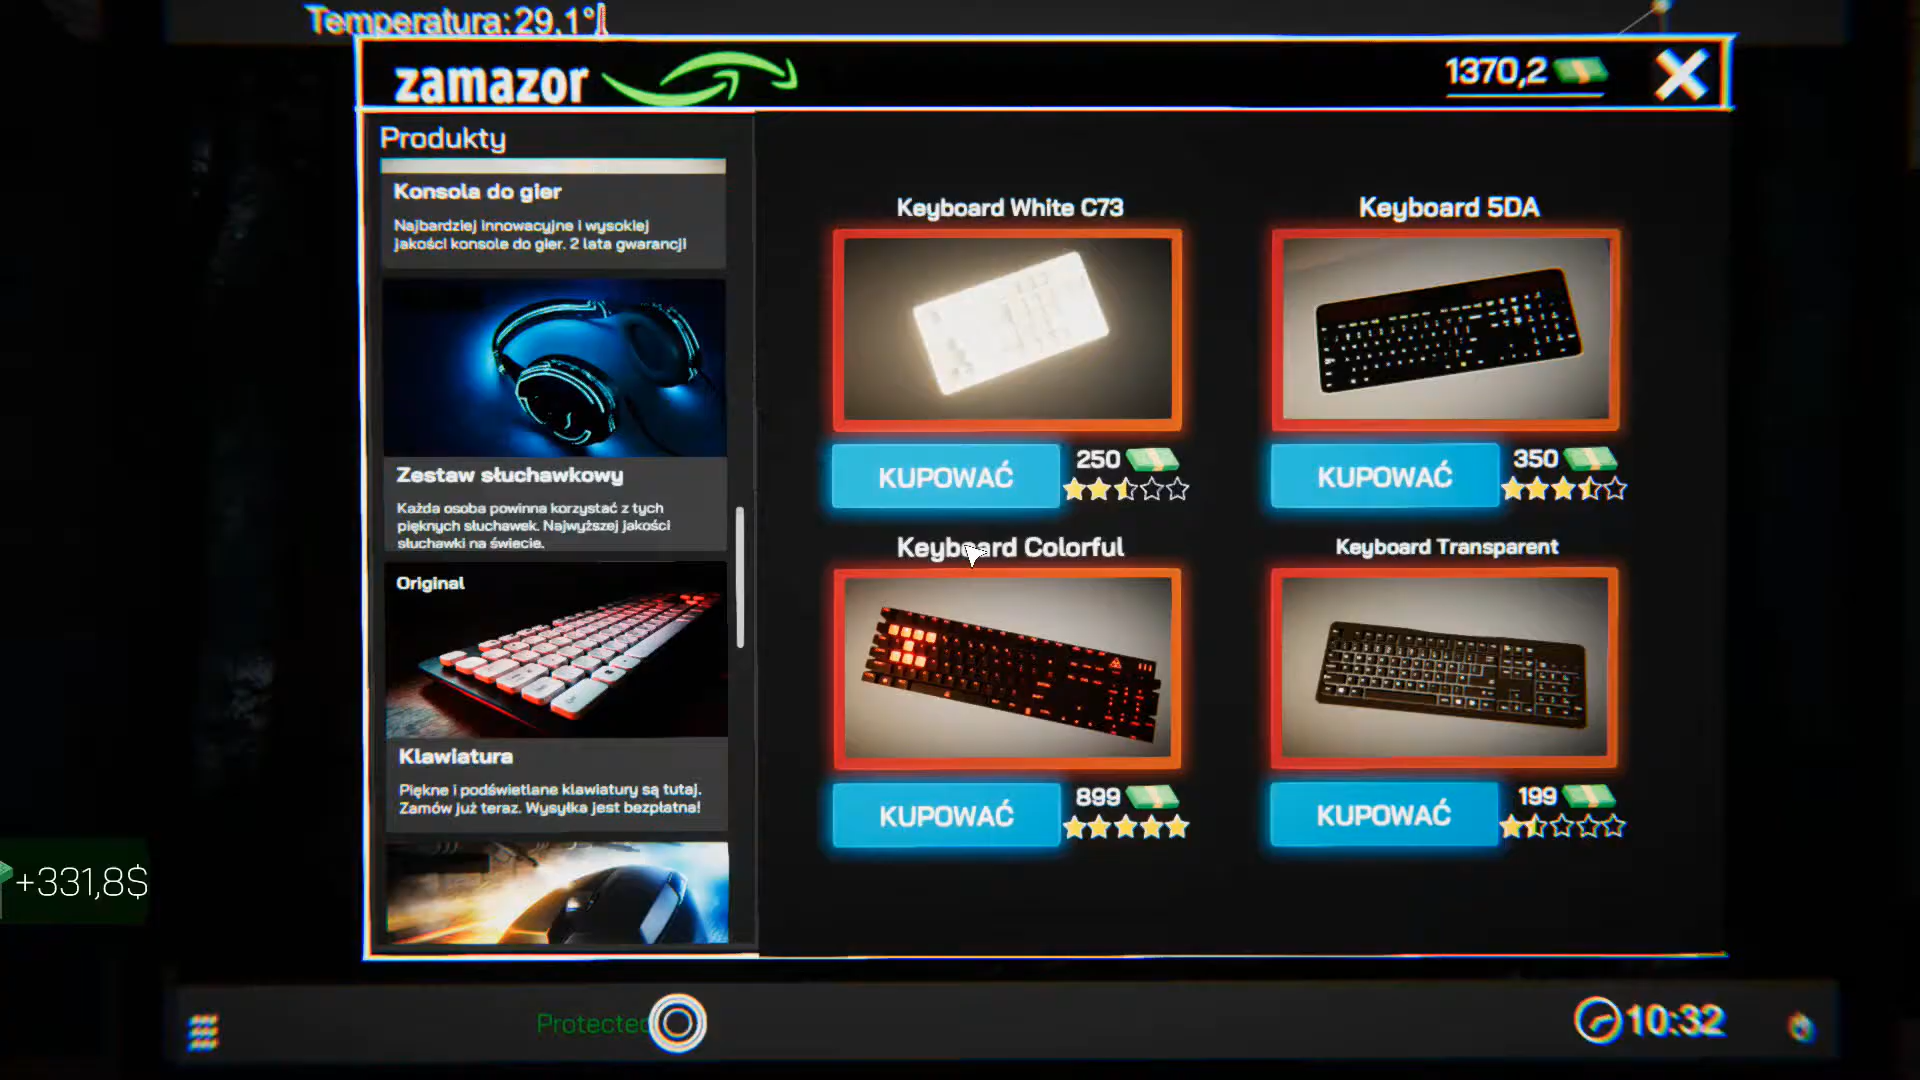 Temperatura: 29,1°
zamazor
1370,2
Produkty
Konsola do gier
Najbardziej innowacyjne i wysokiej
jakości konsole do gier. 2 lata gwarancji
Zestaw słuchawkowy
Każda osoba powinna korzystać z tych
pięknych słuchawek. Najwyższej jakości
słuchawki na świecie.
Original
Klawiatura
Piękne i podświetlane klawiatury są tutaj.
Zamów już teraz. Wysyłka jest bezpłatna!
Keyboard White C73
KUPOWAĆ
250
Keyboard 5DA
KUPOWAĆ
350
Keyboard Colorful
KUPOWAĆ
899
Keyboard Transparent
KUPOWAĆ
199
+331,8$
Protected
10:32